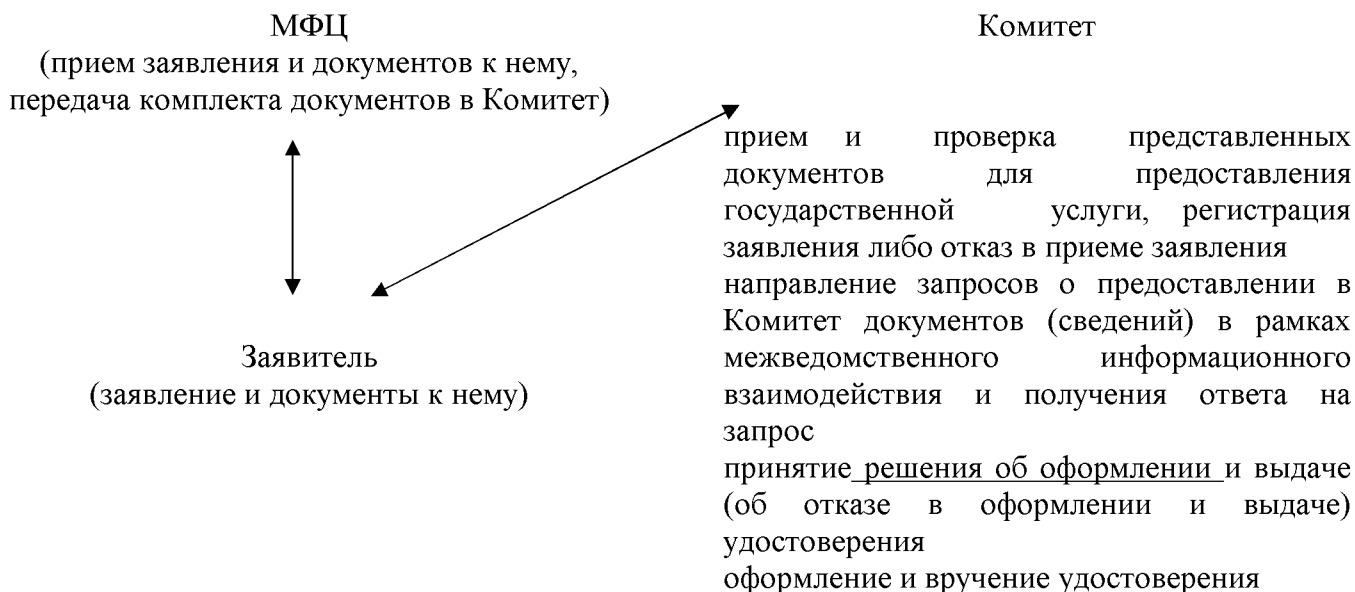 МФЦ
(прием заявления и документов к нему,
передача комплекта документов в Комитет)
Заявитель
(заявление и документы к нему)
Комитет
прием и проверка представленных
документов для предоставления
государственной услуги, регистрация
заявления либо отказ в приеме заявления
направление запросов о предоставлении в
Комитет документов (сведений) в рамках
межведомственного информационного
взаимодействия и получения ответа на
запрос
принятие решения об оформлении и выдаче
(об отказе в оформлении и выдаче)
удостоверения
оформление и вручение удостоверения